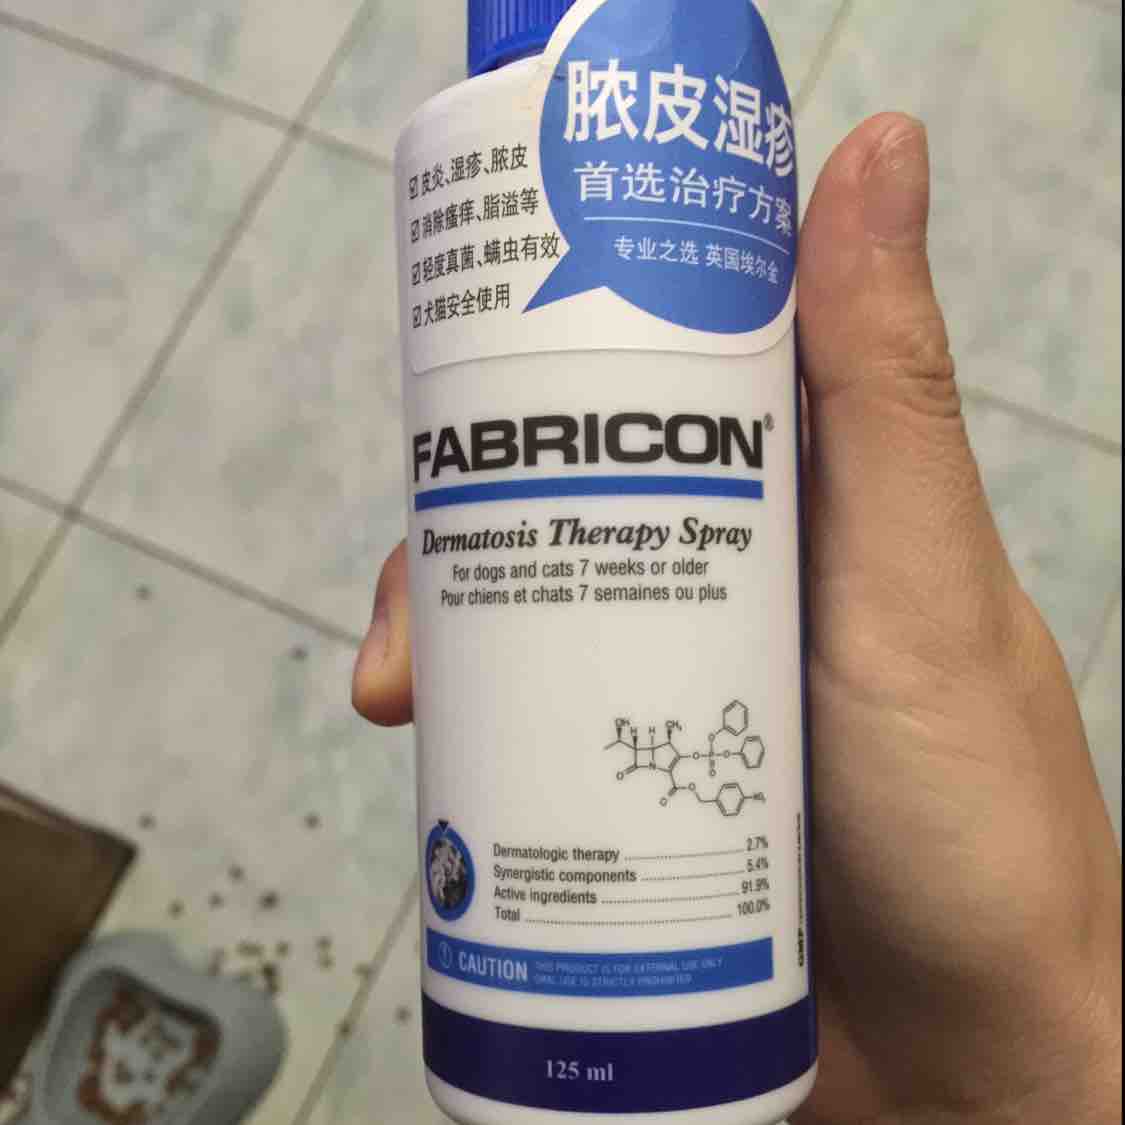 脓皮湿疹
首选治疗方案
专业之选 英国埃尔金
☑皮炎、湿疹、脓皮
☑消除瘙痒、脂溢等
☑轻度真菌、螨虫有效
☑犬猫安全使用
FABRICON®
Dermatosis Therapy Spray
For dogs and cats 7 weeks or older
Pour chiens et chats 7 semaines ou plus
Dermatologic therapy ........ 2.7%
Synergistic components ........ 5.4%
Active ingredients ........ 91.9%
Total ........ 100.0%
CAUTION
THIS PRODUCT IS FOR EXTERNAL USE ONLY
ORAL USE IS STRICTLY PROHIBITED
125 ml